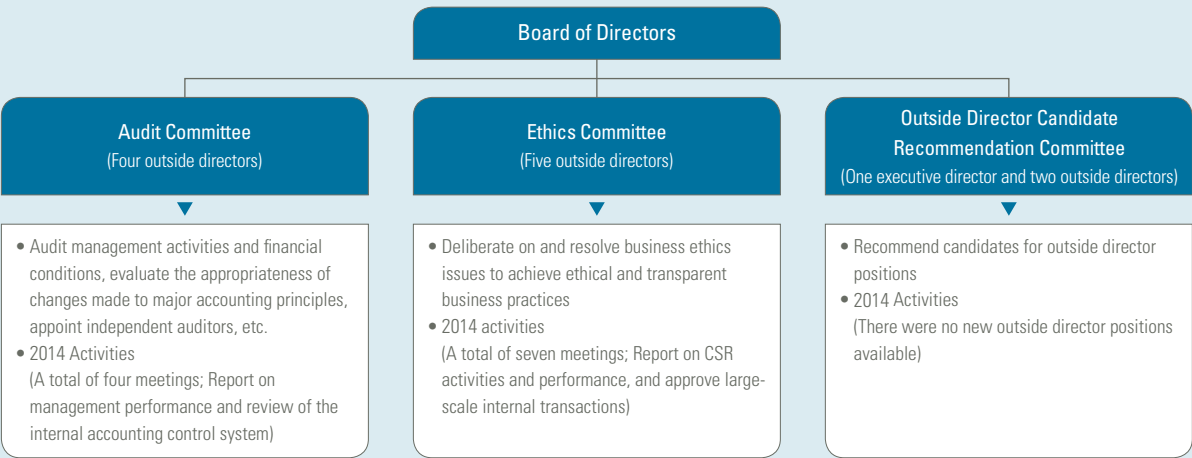 Board of Directors
Audit Committee
(Four outside directors)
• Audit management activities and financial
conditions, evaluate the appropriateness of
changes made to major accounting principles,
appoint independent auditors, etc.
• 2014 Activities
(A total of four meetings; Report on
management performance and review of the
internal accounting control system)
Ethics Committee
(Five outside directors)
• Deliberate on and resolve business ethics
issues to achieve ethical and transparent
business practices
• 2014 activities
(A total of seven meetings; Report on CSR
activities and performance, and approve large-
scale internal transactions)
Outside Director Candidate
Recommendation Committee
(One executive director and two outside directors)
• Recommend candidates for outside director
positions
• 2014 Activities
(There were no new outside director positions
available)